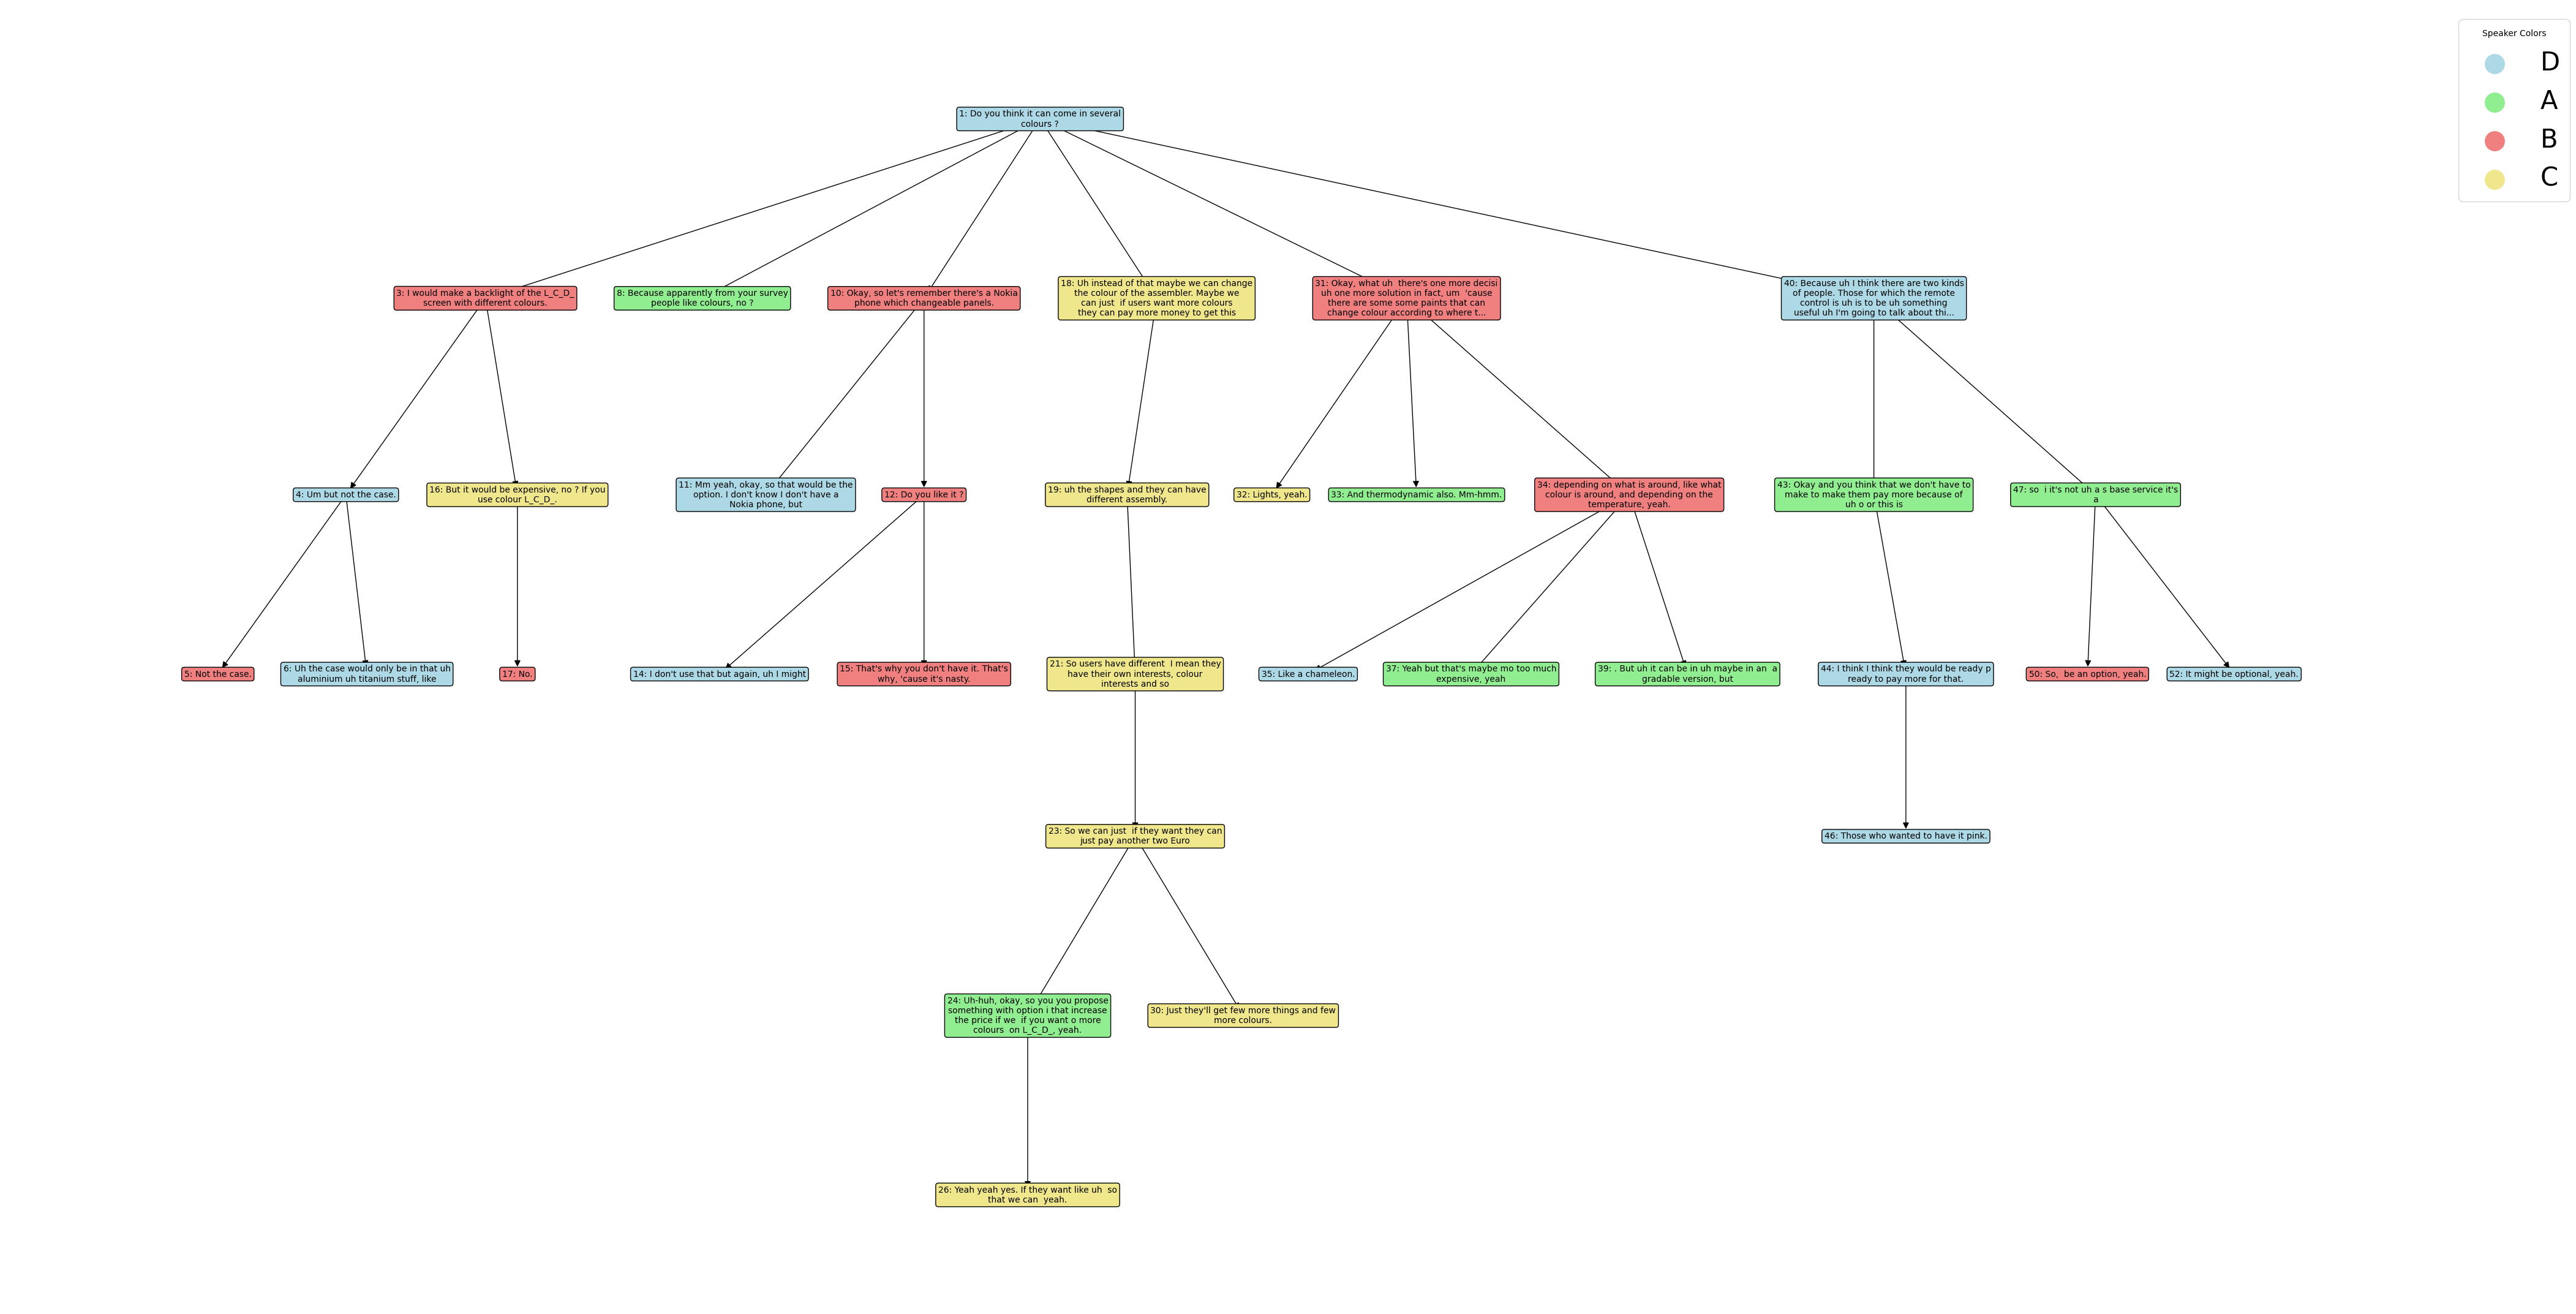 Speaker Colors
D
A
B
C
1: Do you think it can come in several
colours ?
3: I would make a backlight of the L_C_D_
screen with different colours.
8: Because apparently from your survey
people like colours, no ?
10: Okay, so let's remember there's a Nokia
phone which changeable panels.
18: Uh instead of that maybe we can change
the colour of the assembler. Maybe we
can just  if users want more colours
they can pay more money to get this
31: Okay, what uh  there's one more decisi
uh one more solution in fact, um  'cause
there are some some paints that can
change colour according to where t...
40: Because uh I think there are two kinds
of people. Those for which the remote
control is uh is to be uh something
useful uh I'm going to talk about thi...
4: Um but not the case.
16: But it would be expensive, no ? If you
use colour L_C_D_.
11: Mm yeah, okay, so that would be the
option. I don't know I don't have a
Nokia phone, but
12: Do you like it ?
19: uh the shapes and they can have
different assembly.
32: Lights, yeah.
33: And thermodynamic also. Mm-hmm.
34: depending on what is around, like what
colour is around, and depending on the
temperature, yeah.
43: Okay and you think that we don't have to
make to make them pay more because of
uh o or this is
47: so  i it's not uh a s base service it's
a
5: Not the case.
6: Uh the case would only be in that uh
aluminium uh titanium stuff, like
17: No.
14: I don't use that but again, uh I might
15: That's why you don't have it. That's
why, 'cause it's nasty.
21: So users have different  I mean they
have their own interests, colour
interests and so
35: Like a chameleon.
37: Yeah but that's maybe mo too much
expensive, yeah
39: . But uh it can be in uh maybe in an  a
gradable version, but
44: I think I think they would be ready p
ready to pay more for that.
50: So,  be an option, yeah.
52: It might be optional, yeah.
23: So we can just  if they want they can
just pay another two Euro
46: Those who wanted to have it pink.
24: Uh-huh, okay, so you you propose
something with option i that increase
the price if we  if you want o more
colours  on L_C_D_, yeah.
30: Just they'll get few more things and few
more colours.
26: Yeah yeah yes. If they want like uh  so
that we can  yeah.